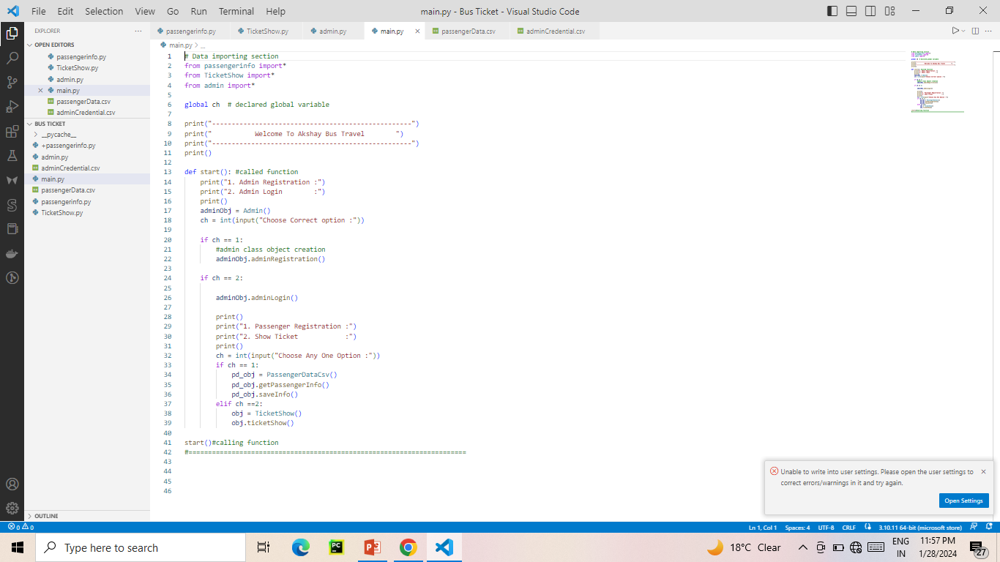 File Edit Selection View Go Run Terminal Help main.py - Bus Ticket - Visual Studio Code
EXPLORER
OPEN EDITORS
passengerinfo.py
TicketShow.py
admin.py
main.py
passengerData.csv
adminCredential.csv
BUS TICKET
__pycache__
+passengerinfo.py
admin.py
adminCredential.csv
main.py
passengerData.csv
passengerinfo.py
TicketShow.py
OUTLINE
passengerinfo.py TicketShow.py admin.py main.py passengerData.csv adminCredential.csv
main.py > ...
1 # Data importing section
2 from passengerinfo import*
3 from TicketShow import*
4 from admin import*
5
6 global ch  # declared global variable
7
8 print("---------------------------------------------------")
9 print("           Welcome To Akshay Bus Travel        ")
10 print("---------------------------------------------------")
11 print()
12
13 def start(): #called function
14     print("1. Admin Registration :")
15     print("2. Admin Login        :")
16     print()
17     adminObj = Admin()
18     ch = int(input("Choose Correct option :"))
19
20     if ch == 1:
21         #admin class object creation
22         adminObj.adminRegistration()
23
24     if ch == 2:
25
26         adminObj.adminLogin()
27
28         print()
29         print("1. Passenger Registration :")
30         print("2. Show Ticket            :")
31         print()
32         ch = int(input("Choose Any One Option :"))
33         if ch == 1:
34             pd_obj = PassengerDataCsv()
35             pd_obj.getPassengerInfo()
36             pd_obj.saveInfo()
37         elif ch ==2:
38             obj = TicketShow()
39             obj.ticketShow()
40
41 start()#calling function
42 #=======================================================================
43
44
45
46
Unable to write into user settings. Please open the user settings to
correct errors/warnings in it and try again.
Open Settings
0 0 Ln 1, Col 1 Spaces: 4 UTF-8 CRLF 3.10.11 64-bit (microsoft store)
Type here to search PC 18°C Clear ENG 11:57 PM
IN 1/28/2024 27